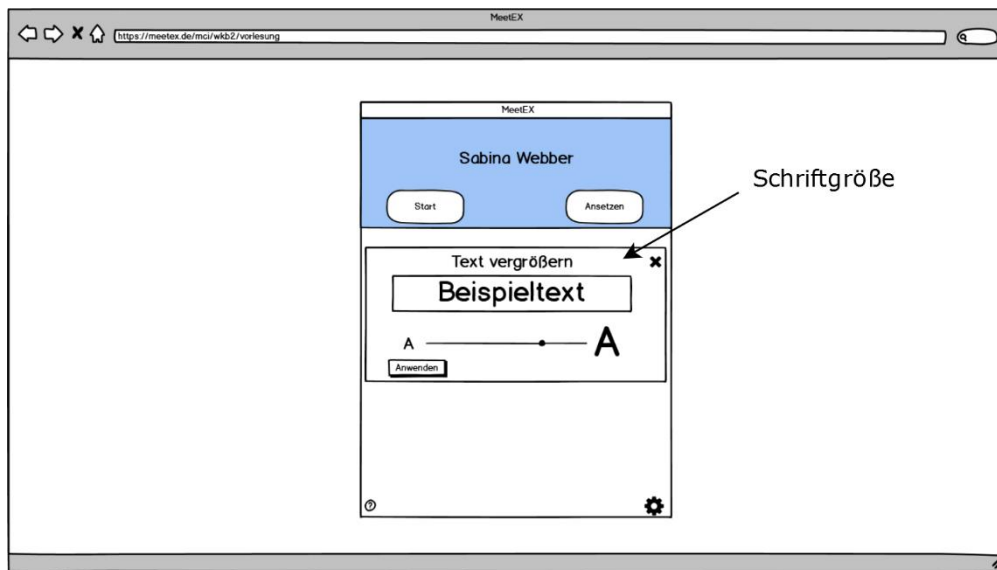 MeetEX
https://meetex.de/mci/wkb2/vorlesung
MeetEX
Sabina Webber
Start
Ansetzen
Schriftgröße
Text vergrößern
Beispieltext
A
A
Anwenden
?